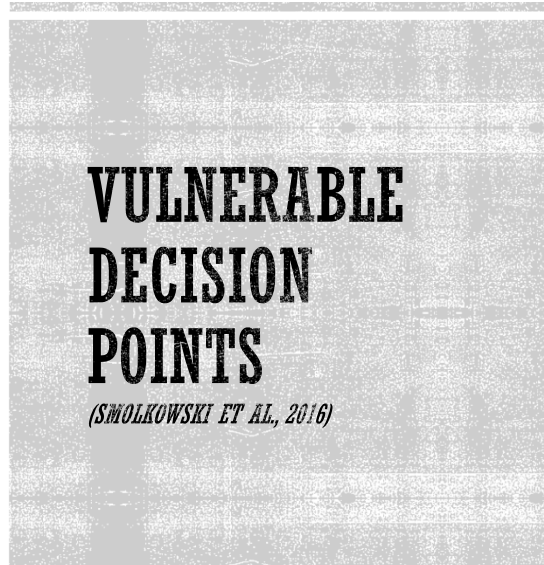 VULNERABLE
DECISION
POINTS
(SMOLKOWSKI ET AL., 2016)